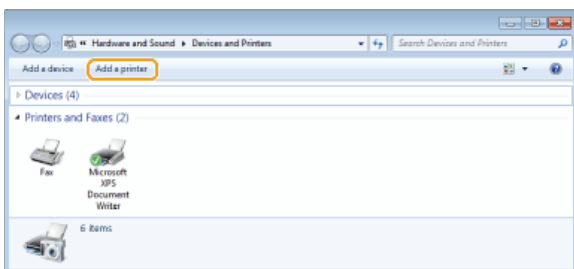 « Hardware and Sound ▸ Devices and Printers
Search Devices and Printers
Add a device Add a printer
Devices (4)
Printers and Faxes (2)
Fax
Microsoft
XPS
Document
Writer
6 items